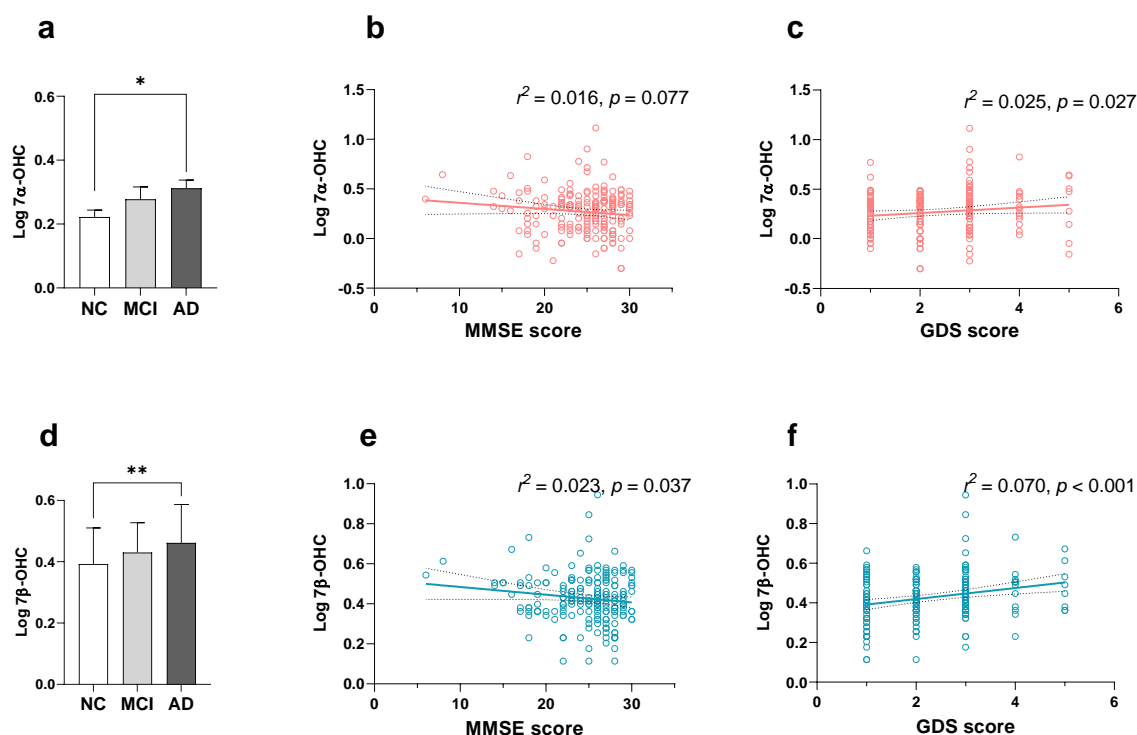 a
*
0.6
0.4
0.2
0.0
Log 7α-OHC
NC MCI AD
b
r² = 0.016, p = 0.077
1.5
1.0
0.5
0.0
-0.5
Log 7α-OHC
0 10 20 30
MMSE score
c
r² = 0.025, p = 0.027
1.5
1.0
0.5
0.0
-0.5
Log 7α-OHC
0 2 4 6
GDS score
d
**
0.6
0.4
0.2
0.0
Log 7β-OHC
NC MCI AD
e
r² = 0.023, p = 0.037
1.0
0.8
0.6
0.4
0.2
0.0
Log 7β-OHC
0 10 20 30
MMSE score
f
r² = 0.070, p < 0.001
1.0
0.8
0.6
0.4
0.2
0.0
Log 7β-OHC
0 2 4 6
GDS score